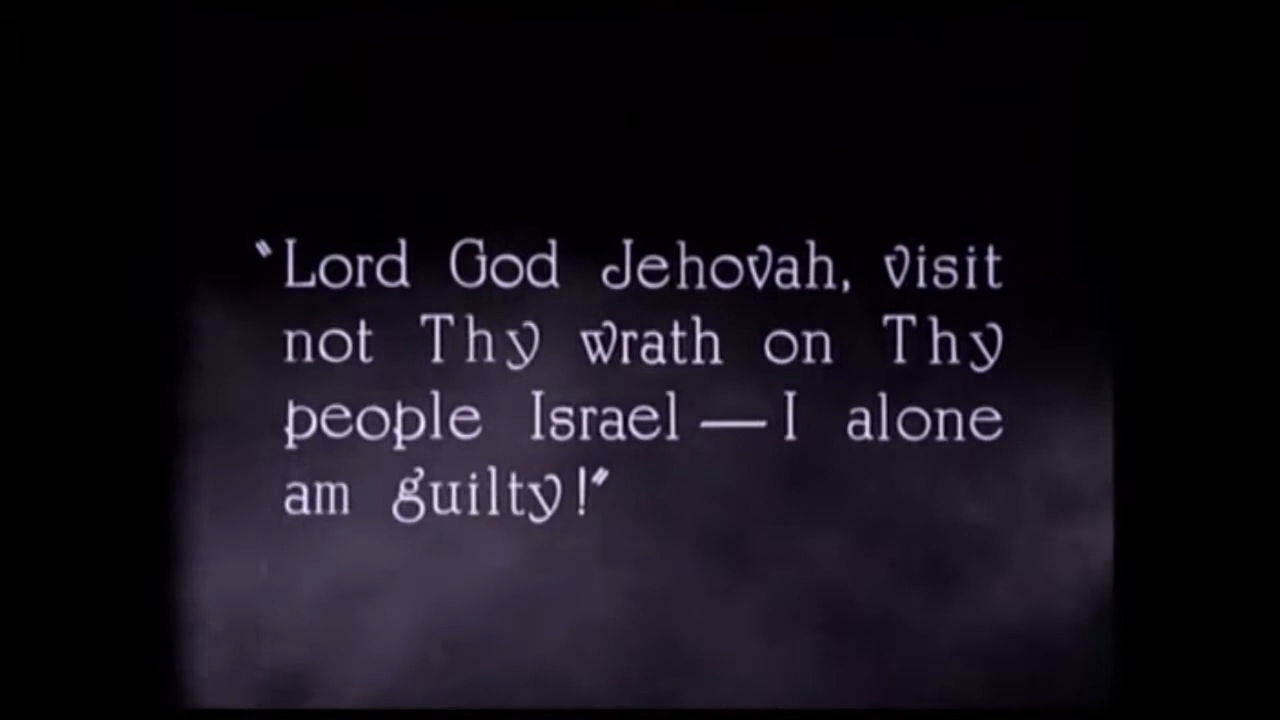 "Lord God Jehovah, visit
not Thy wrath on Thy
people Israel — I alone
am guilty!"